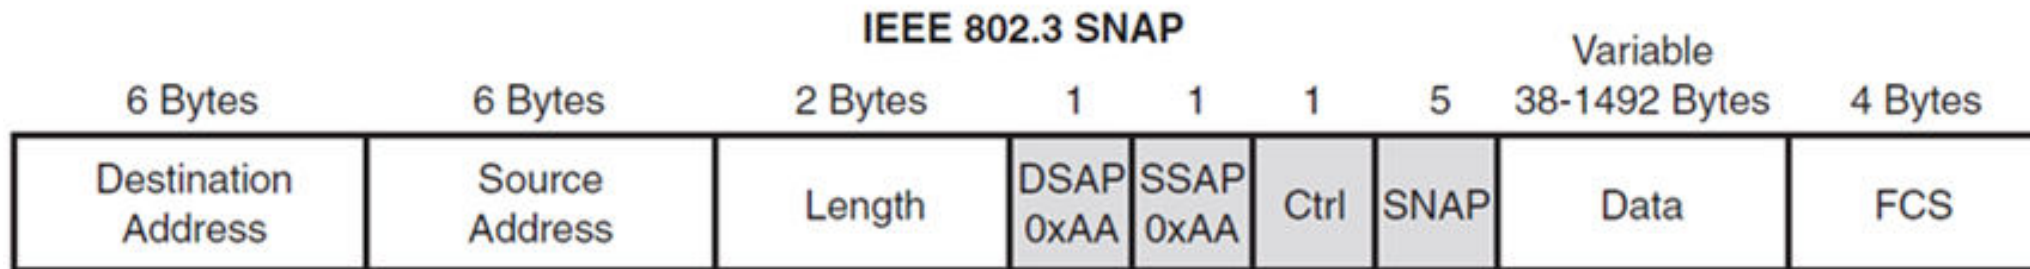 IEEE 802.3 SNAP
Variable
6 Bytes 6 Bytes 2 Bytes 1 1 1 5 38-1492 Bytes 4 Bytes
Destination Address
Source Address
Length
DSAP 0xAA
SSAP 0xAA
Ctrl
SNAP
Data
FCS